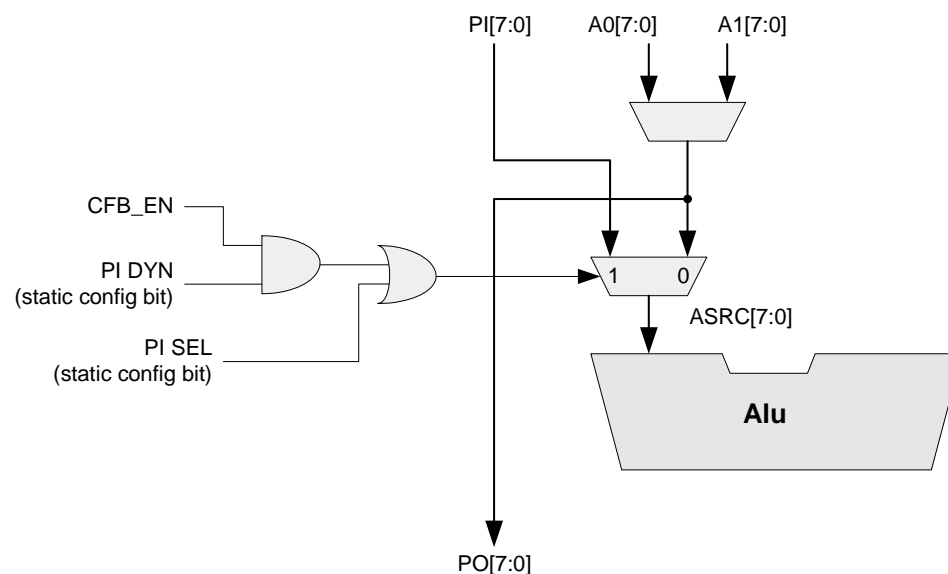 PI[7:0]
A0[7:0]
A1[7:0]
CFB_EN
PI DYN
(static config bit)
PI SEL
(static config bit)
1
0
ASRC[7:0]
Alu
PO[7:0]